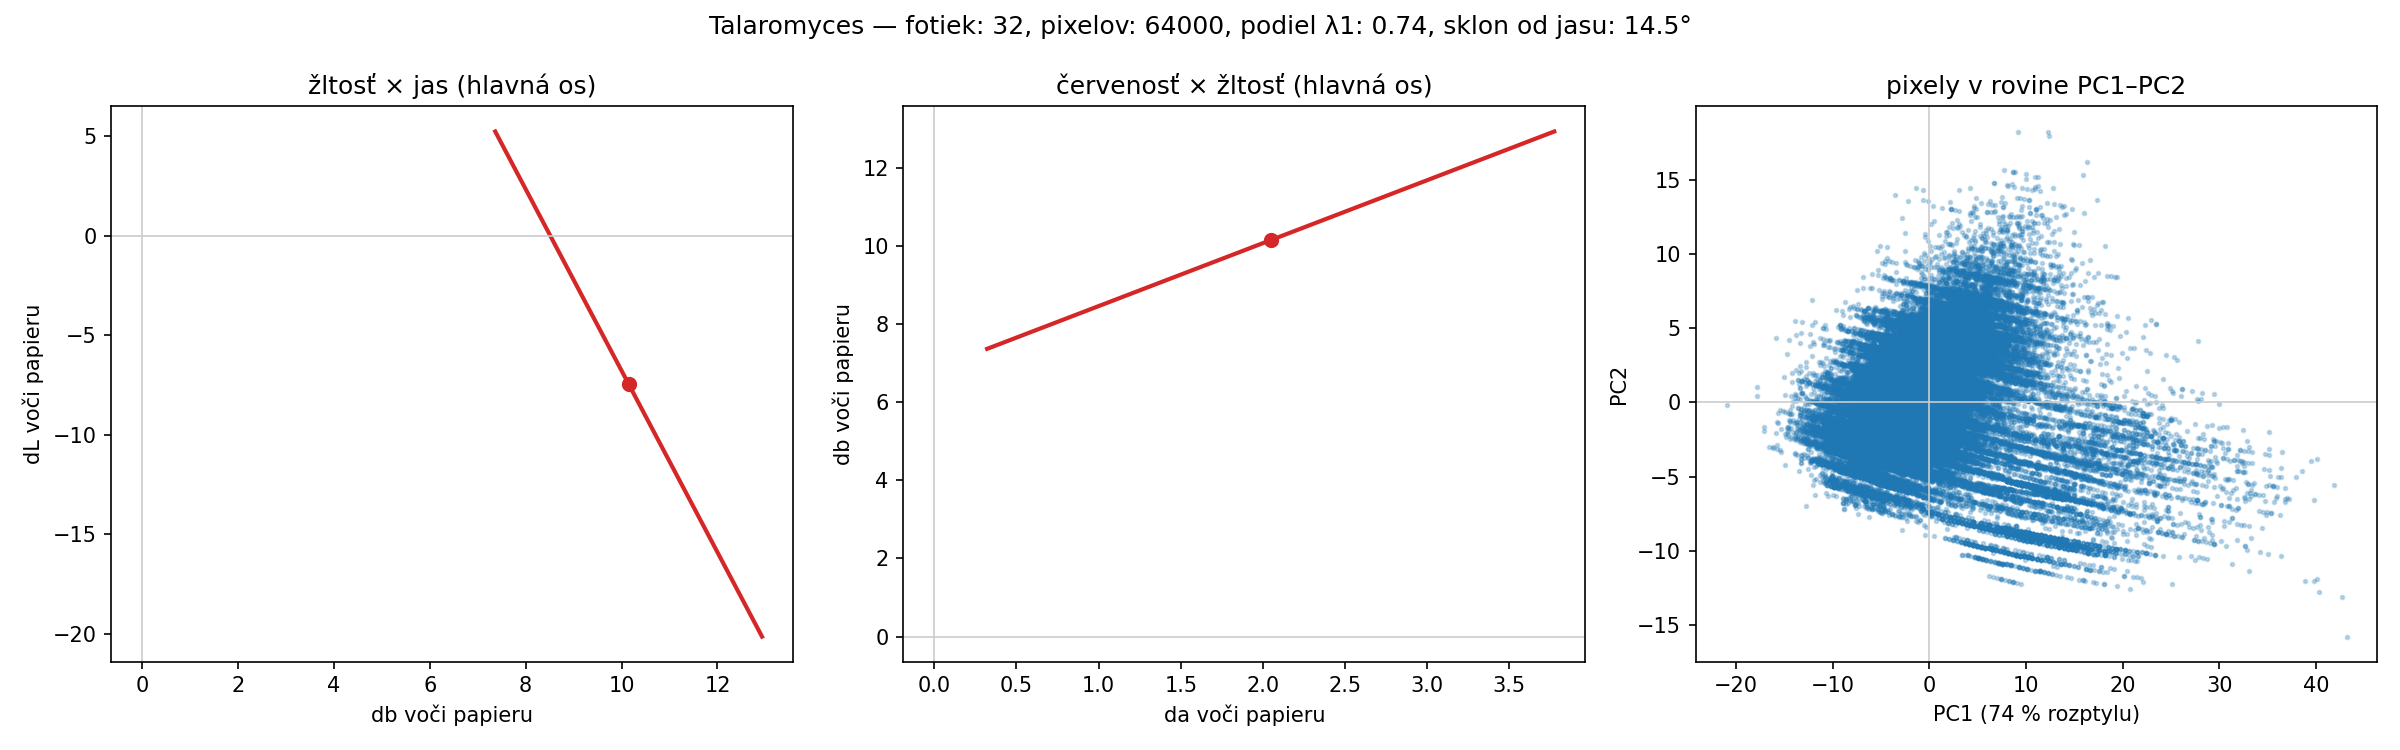 Talaromyces — fotiek: 32, pixelov: 64000, podiel λ1: 0.74, sklon od jasu: 14.5°
žltosť × jas (hlavná os)
5
0
−5
−10
−15
−20
dL voči papieru
0 2 4 6 8 10 12
db voči papieru
červenosť × žltosť (hlavná os)
12
10
8
6
4
2
0
db voči papieru
0.0 0.5 1.0 1.5 2.0 2.5 3.0 3.5
da voči papieru
pixely v rovine PC1–PC2
15
10
5
0
−5
−10
−15
PC2
−20 −10 0 10 20 30 40
PC1 (74 % rozptylu)